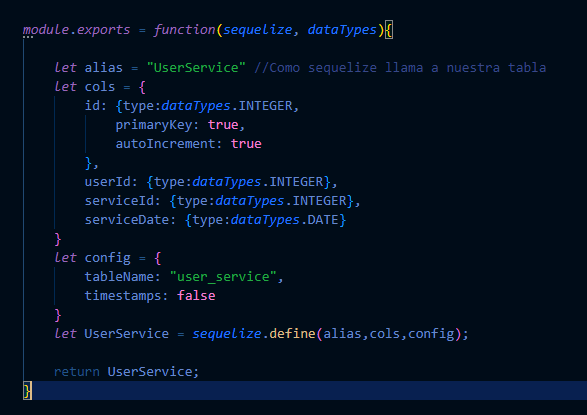 module.exports = function(sequelize, dataTypes){
let alias = "UserService" //Como sequelize llama a nuestra tabla
let cols = {
id: {type:dataTypes.INTEGER,
primaryKey: true,
autoIncrement: true
},
userId: {type:dataTypes.INTEGER},
serviceId: {type:dataTypes.INTEGER},
serviceDate: {type:dataTypes.DATE}
}
let config = {
tableName: "user_service",
timestamps: false
}
let UserService = sequelize.define(alias,cols,config);
return UserService;
}